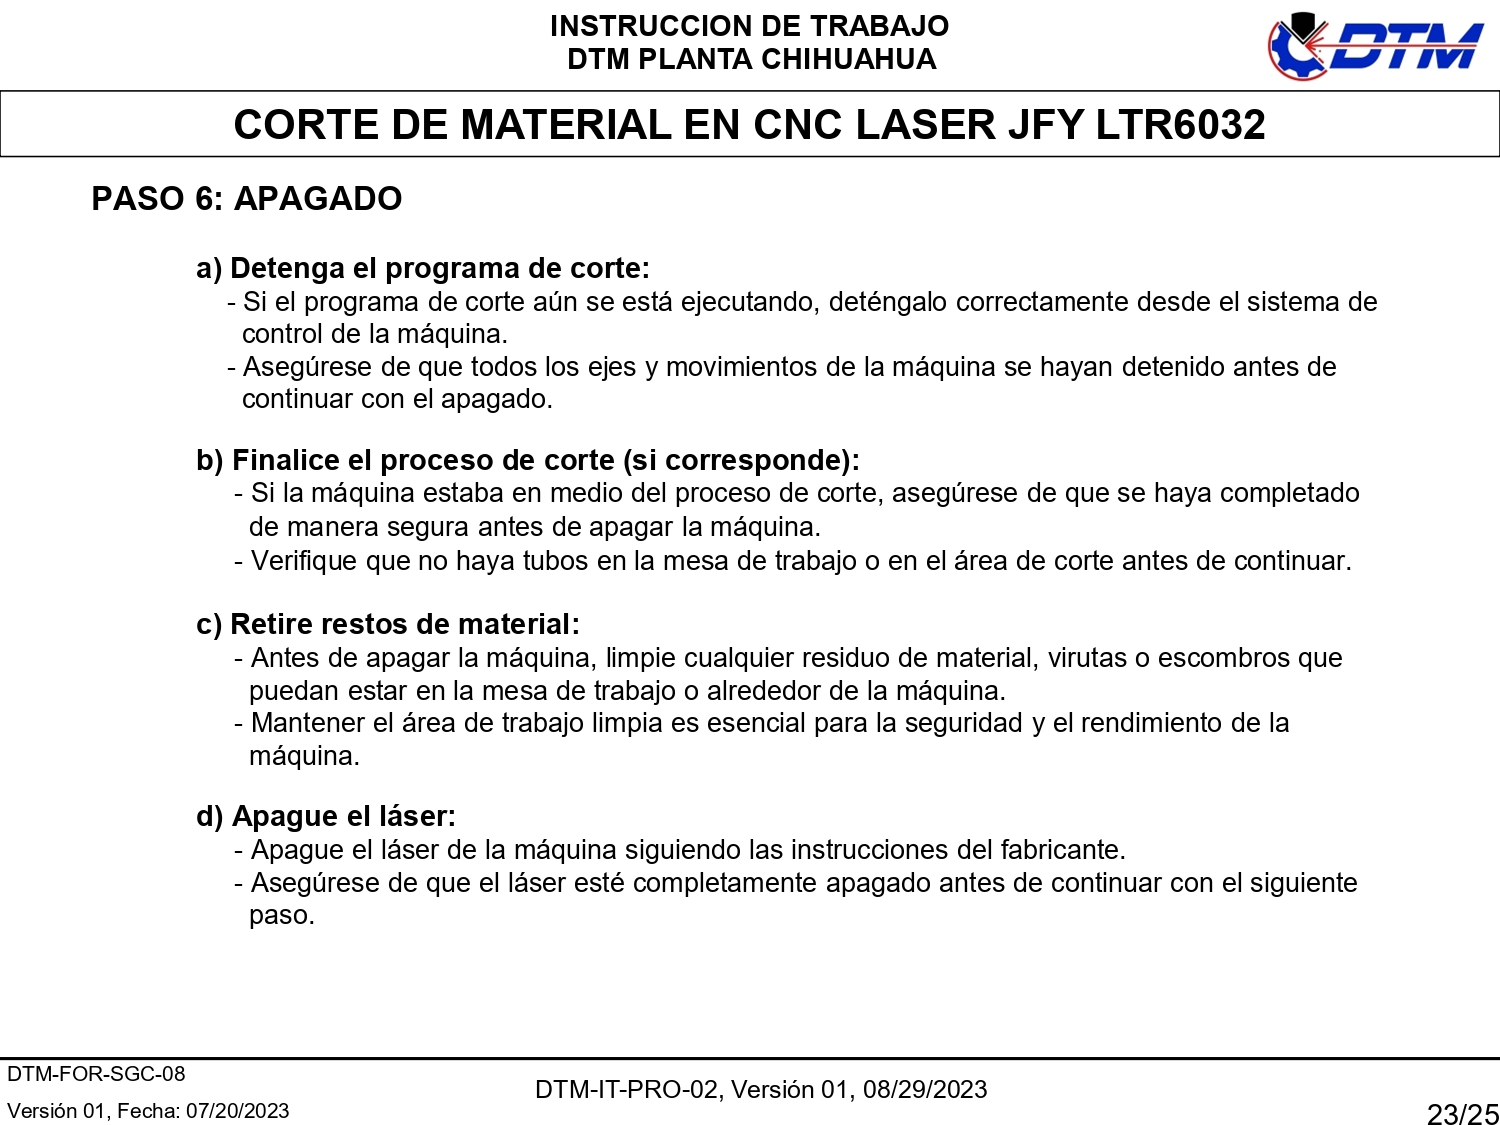 INSTRUCCION DE TRABAJO
DTM PLANTA CHIHUAHUA
DTM
CORTE DE MATERIAL EN CNC LASER JFY LTR6032
PASO 6: APAGADO
a) Detenga el programa de corte:
- Si el programa de corte aún se está ejecutando, deténgalo correctamente desde el sistema de
control de la máquina.
- Asegúrese de que todos los ejes y movimientos de la máquina se hayan detenido antes de
continuar con el apagado.
b) Finalice el proceso de corte (si corresponde):
- Si la máquina estaba en medio del proceso de corte, asegúrese de que se haya completado
de manera segura antes de apagar la máquina.
- Verifique que no haya tubos en la mesa de trabajo o en el área de corte antes de continuar.
c) Retire restos de material:
- Antes de apagar la máquina, limpie cualquier residuo de material, virutas o escombros que
puedan estar en la mesa de trabajo o alrededor de la máquina.
- Mantener el área de trabajo limpia es esencial para la seguridad y el rendimiento de la
máquina.
d) Apague el láser:
- Apague el láser de la máquina siguiendo las instrucciones del fabricante.
- Asegúrese de que el láser esté completamente apagado antes de continuar con el siguiente
paso.
DTM-FOR-SGC-08
Versión 01, Fecha: 07/20/2023
DTM-IT-PRO-02, Versión 01, 08/29/2023
23/25